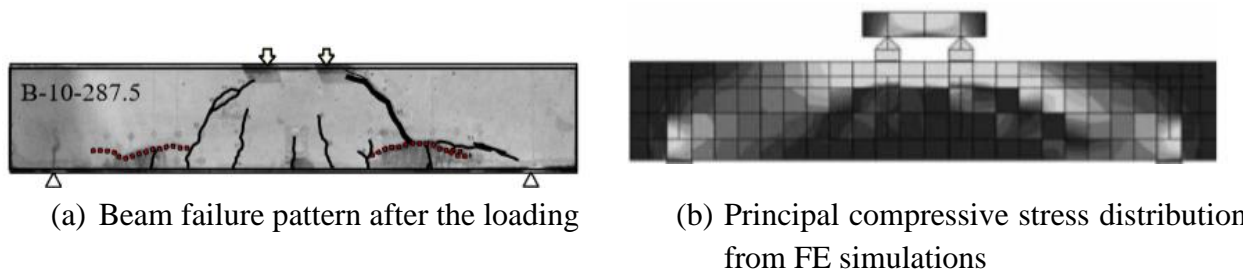 B-10-287.5
(a) Beam failure pattern after the loading
(b) Principal compressive stress distribution
from FE simulations